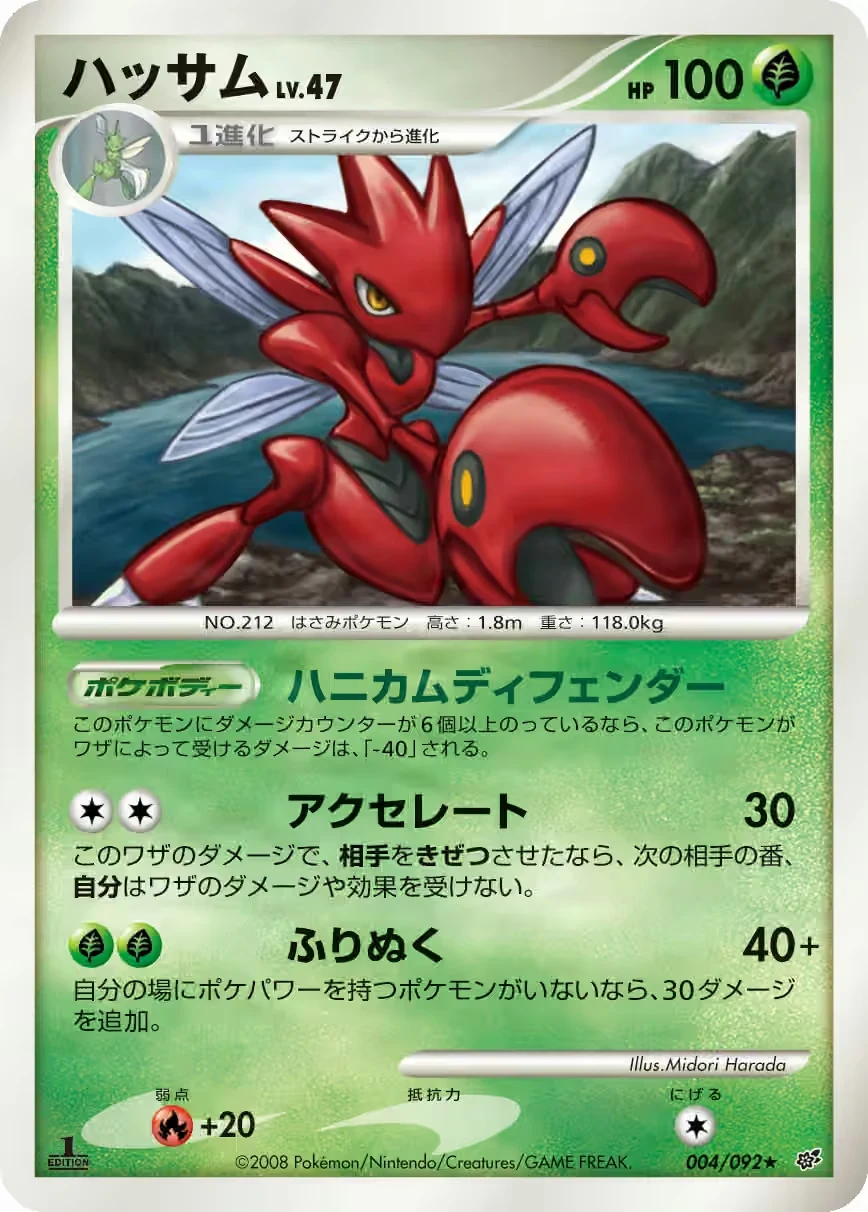 ハッサム LV.47 HP 100
1進化 ストライクから進化
NO.212 はさみポケモン 高さ：1.8m 重さ：118.0kg
ポケボディー ハニカムディフェンダー
このポケモンにダメージカウンターが6個以上のっているなら、このポケモンが
ワザによって受けるダメージは、「-40」される。
アクセレート 30
このワザのダメージで、相手をきぜつさせたなら、次の相手の番、
自分はワザのダメージや効果を受けない。
ふりぬく 40+
自分の場にポケパワーを持つポケモンがいないなら、30ダメージ
を追加。
Illus.Midori Harada
弱点 抵抗力 にげる
+20
1 EDITION ©2008 Pokémon/Nintendo/Creatures/GAME FREAK. 004/092★